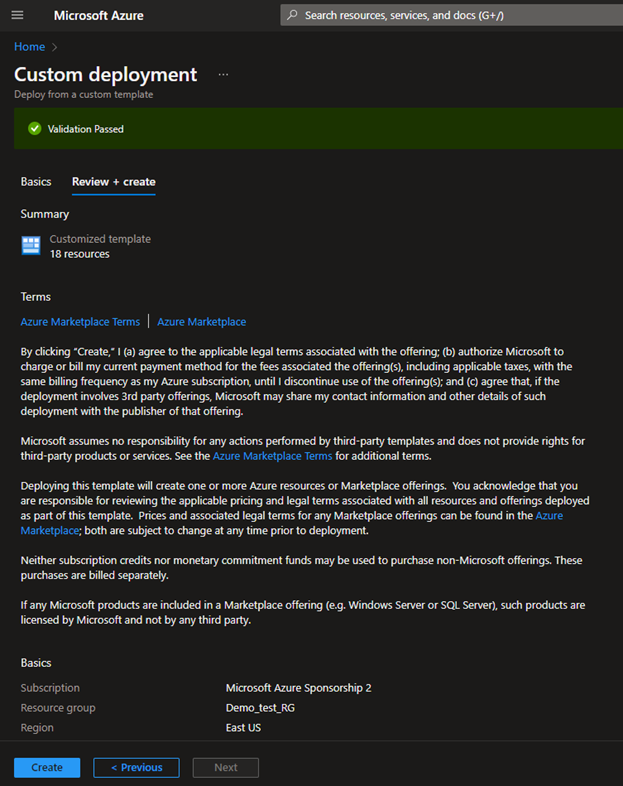 Microsoft Azure
Search resources, services, and docs (G+/)
Home
Custom deployment
Deploy from a custom template
Validation Passed
Basics
Review + create
Summary
Customized template
18 resources
Terms
Azure Marketplace Terms
Azure Marketplace
By clicking “Create,” I (a) agree to the applicable legal terms associated with the offering; (b) authorize Microsoft to
charge or bill my current payment method for the fees associated the offering(s), including applicable taxes, with the
same billing frequency as my Azure subscription, until I discontinue use of the offering(s); and (c) agree that, if the
deployment involves 3rd party offerings, Microsoft may share my contact information and other details of such
deployment with the publisher of that offering.
Microsoft assumes no responsibility for any actions performed by third-party templates and does not provide rights for
third-party products or services. See the Azure Marketplace Terms for additional terms.
Deploying this template will create one or more Azure resources or Marketplace offerings. You acknowledge that you
are responsible for reviewing the applicable pricing and legal terms associated with all resources and offerings deployed
as part of this template. Prices and associated legal terms for any Marketplace offerings can be found in the Azure
Marketplace; both are subject to change at any time prior to deployment.
Neither subscription credits nor monetary commitment funds may be used to purchase non-Microsoft offerings. These
purchases are billed separately.
If any Microsoft products are included in a Marketplace offering (e.g. Windows Server or SQL Server), such products are
licensed by Microsoft and not by any third party.
Basics
Subscription Microsoft Azure Sponsorship 2
Resource group Demo_test_RG
Region East US
Create
< Previous
Next